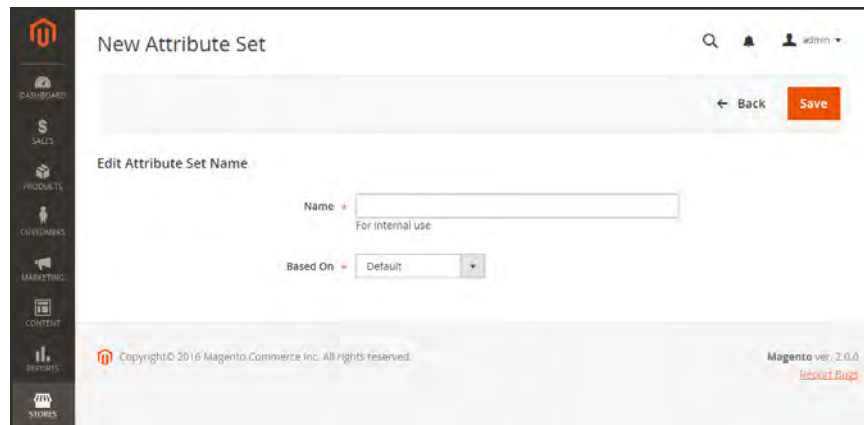 New Attribute Set
admin
DASHBOARD
← Back
Save
SALES
Edit Attribute Set Name
PRODUCTS
Name *
For internal use
CUSTOMERS
Based On *
Default
MARKETING
CONTENT
Copyright© 2016 Magento Commerce Inc. All rights reserved.
Magento ver. 2.0.0
REPORTS
Report Bugs
STORES